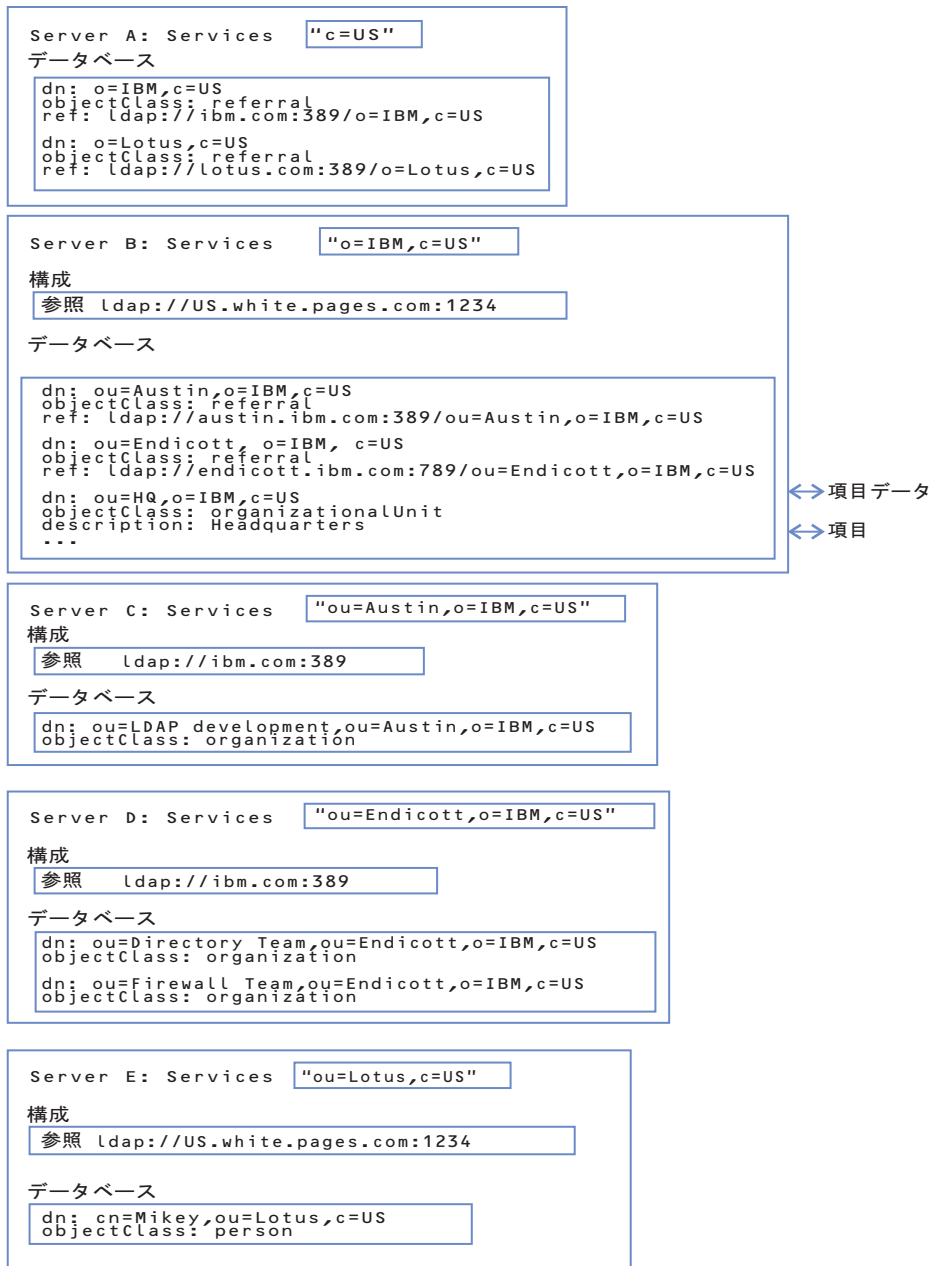 Server A: Services "c=US"
データベース
dn: o=IBM,c=US
objectClass: referral
ref: ldap://ibm.com:389/o=IBM,c=US
dn: o=Lotus,c=US
objectClass: referral
ref: ldap://lotus.com:389/o=Lotus,c=US
Server B: Services "o=IBM,c=US"
構成
参照 ldap://US.white.pages.com:1234
データベース
dn: ou=Austin,o=IBM,c=US
objectClass: referral
ref: ldap://austin.ibm.com:389/ou=Austin,o=IBM,c=US
dn: ou=Endicott, o=IBM, c=US
objectClass: referral
ref: ldap://endicott.ibm.com:789/ou=Endicott,o=IBM,c=US
dn: ou=HQ,o=IBM,c=US
objectClass: organizationalUnit
description: Headquarters
...
項目データ
項目
Server C: Services "ou=Austin,o=IBM,c=US"
構成
参照 ldap://ibm.com:389
データベース
dn: ou=LDAP development,ou=Austin,o=IBM,c=US
objectClass: organization
Server D: Services "ou=Endicott,o=IBM,c=US"
構成
参照 ldap://ibm.com:389
データベース
dn: ou=Directory Team,ou=Endicott,o=IBM,c=US
objectClass: organization
dn: ou=Firewall Team,ou=Endicott,o=IBM,c=US
objectClass: organization
Server E: Services "ou=Lotus,c=US"
構成
参照 ldap://US.white.pages.com:1234
データベース
dn: cn=Mikey,ou=Lotus,c=US
objectClass: person